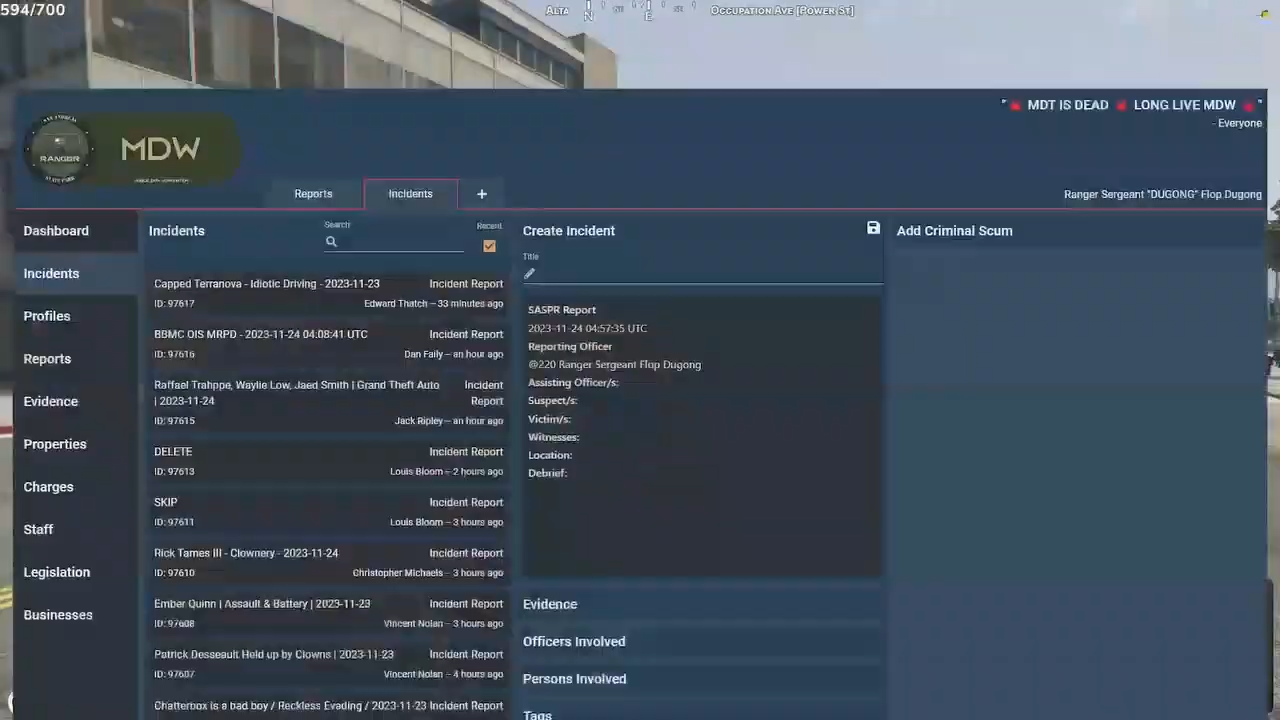 594/700
Alta
N
SE
E
SE
Occupation Ave [Power St]
MDT IS DEAD
LONG LIVE MDW
- Everyone
RANGER
MDW
Reports
Incidents
+
Ranger Sergeant "DUGONG" Flop Dugong
Dashboard
Incidents
Profiles
Reports
Evidence
Properties
Charges
Staff
Legislation
Businesses
Incidents
Search
Recent
Capped Terranova - Idiotic Driving - 2023-11-23
Incident Report
ID: 97617
Edward Thatch – 33 minutes ago
BBMC OIS MRPD - 2023-11-24 04:08:41 UTC
Incident Report
ID: 97616
Dan Faily – an hour ago
Raffael Trahppe, Waylie Low, Jaed Smith | Grand Theft Auto
| 2023-11-24
Incident
Report
ID: 97615
Jack Ripley – an hour ago
DELETE
Incident Report
ID: 97613
Louis Bloom – 2 hours ago
SKIP
Incident Report
ID: 97611
Louis Bloom – 3 hours ago
Rick Tames III - Clownery - 2023-11-24
Incident Report
ID: 97610
Christopher Michaels – 3 hours ago
Ember Quinn | Assault & Battery | 2023-11-23
Incident Report
ID: 97608
Vincent Nolan – 3 hours ago
Patrick Desseault Held up by Clowns | 2023-11-23
Incident Report
ID: 97607
Vincent Nolan – 4 hours ago
Chatterbox is a bad boy / Reckless Evading / 2023-11-23
Incident Report
Create Incident
Title
SASPR Report
2023-11-24 04:57:35 UTC
Reporting Officer
@220 Ranger Sergeant Flop Dugong
Assisting Officer/s:
Suspect/s:
Victim/s:
Witnesses:
Location:
Debrief:
Evidence
Officers Involved
Persons Involved
Tags
Add Criminal Scum